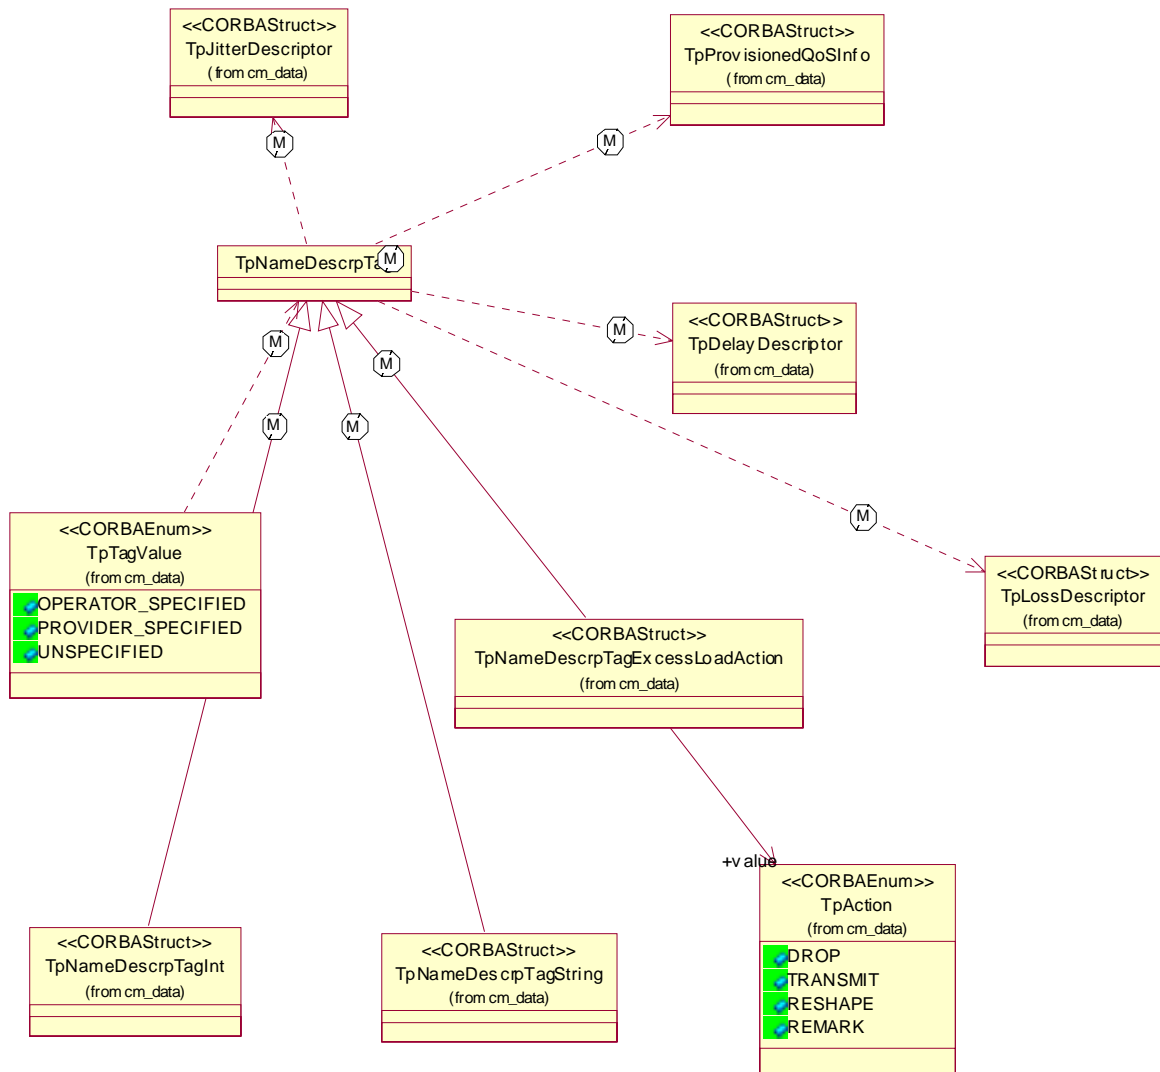 <<CORBAStruct>>
TpJitterDescriptor
(from cm_data)
<<CORBAStruct>>
TpProvisionedQoSInfo
(from cm_data)
M
M
TpNameDescrpTa
M
<<CORBAStruct>>
TpDelayDescriptor
(from cm_data)
M
M
M
M
M
M
<<CORBAEnum>>
TpTagValue
(from cm_data)
OPERATOR_SPECIFIED
PROVIDER_SPECIFIED
UNSPECIFIED
<<CORBAStruct>>
TpLossDescriptor
(from cm_data)
<<CORBAStruct>>
TpNameDescrpTagExcessLoadAction
(from cm_data)
+value
<<CORBAEnum>>
TpAction
(from cm_data)
DROP
TRANSMIT
RESHAPE
REMARK
<<CORBAStruct>>
TpNameDescrpTagInt
(from cm_data)
<<CORBAStruct>>
TpNameDescrpTagString
(from cm_data)